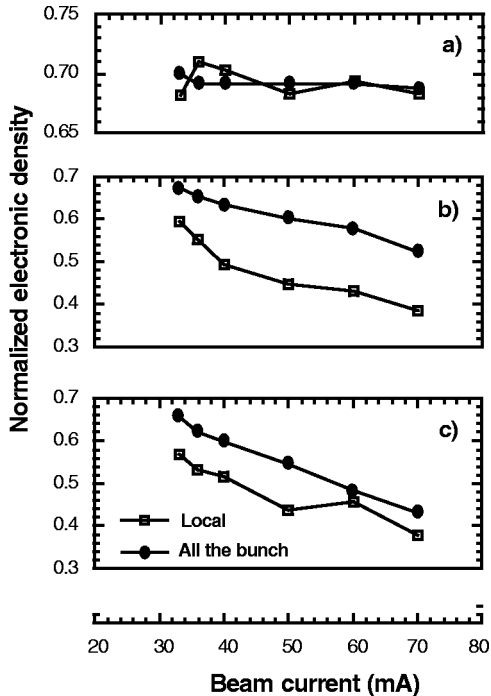 0.75
a)
0.70
0.65
0.7
b)
0.6
0.5
0.4
0.3
0.7
c)
0.6
0.5
0.4
0.3
Local
All the bunch
Normalized electronic density
20 30 40 50 60 70 80
Beam current (mA)